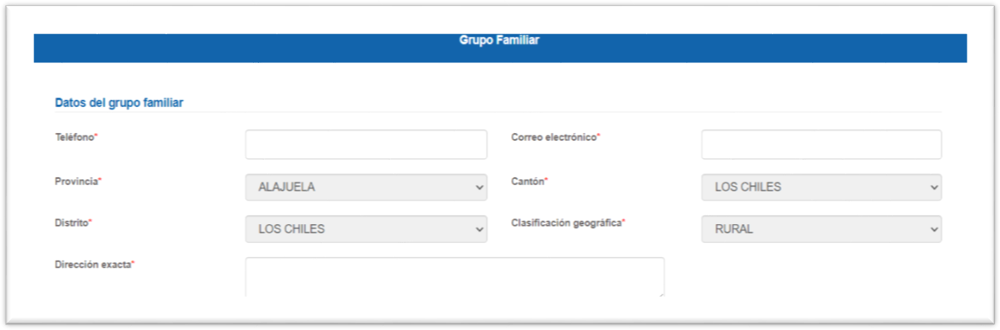 Grupo Familiar
Datos del grupo familiar
Teléfono*
Correo electrónico*
Provincia*
ALAJUELA
Cantón*
LOS CHILES
Distrito*
LOS CHILES
Clasificación geográfica*
RURAL
Dirección exacta*